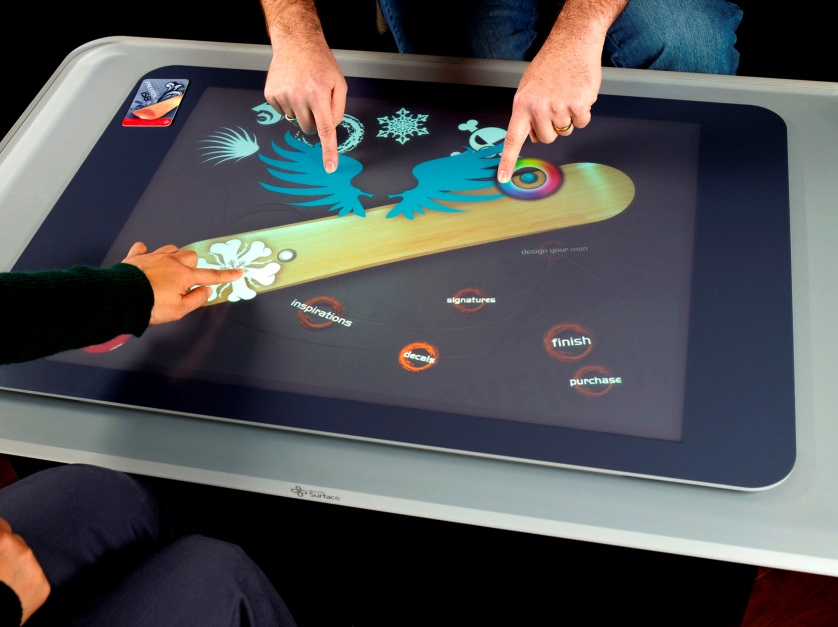 design your own
inspirations
signatures
decals
finish
purchase
Surface